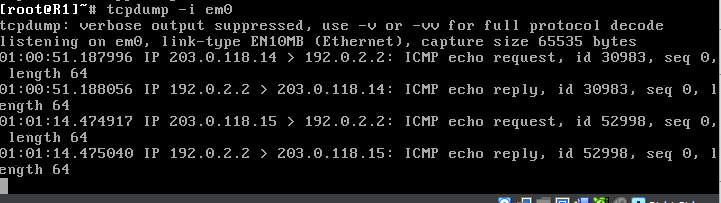 [root@R1]~# tcpdump -i em0
tcpdump: verbose output suppressed, use -v or -vv for full protocol decode
listening on em0, link-type EN10MB (Ethernet), capture size 65535 bytes
01:00:51.187996 IP 203.0.118.14 > 192.0.2.2: ICMP echo request, id 30983, seq 0,
 length 64
01:00:51.188056 IP 192.0.2.2 > 203.0.118.14: ICMP echo reply, id 30983, seq 0, l
ength 64
01:01:14.474917 IP 203.0.118.15 > 192.0.2.2: ICMP echo request, id 52998, seq 0,
 length 64
01:01:14.475040 IP 192.0.2.2 > 203.0.118.15: ICMP echo reply, id 52998, seq 0, l
ength 64